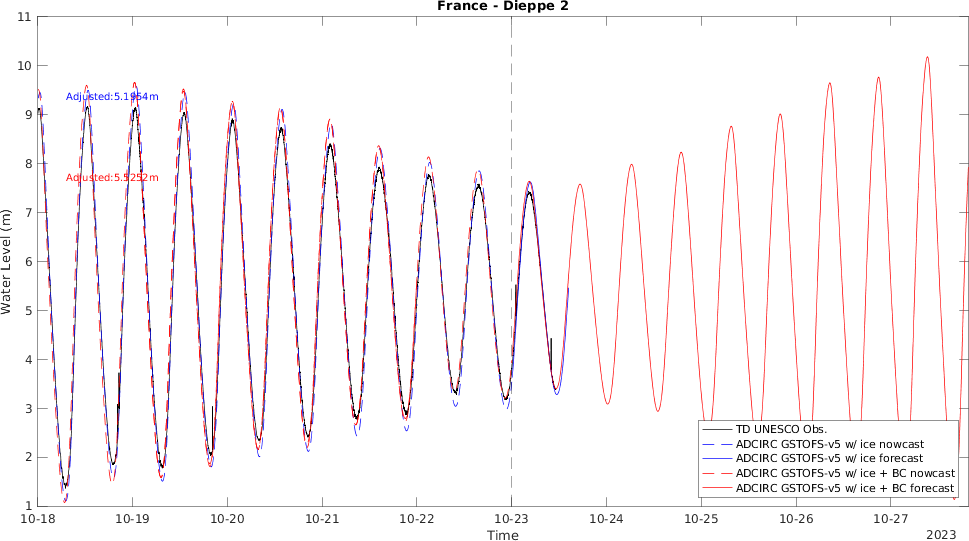 France - Dieppe 2
11
10
9
8
7
6
5
4
3
2
1
Water Level (m)
Adjusted:5.1954m
Adjusted:5.5252m
TD UNESCO Obs.
ADCIRC GSTOFS-v5 w/ ice nowcast
ADCIRC GSTOFS-v5 w/ ice forecast
ADCIRC GSTOFS-v5 w/ ice + BC nowcast
ADCIRC GSTOFS-v5 w/ ice + BC forecast
10-18 10-19 10-20 10-21 10-22 10-23 10-24 10-25 10-26 10-27
Time
2023